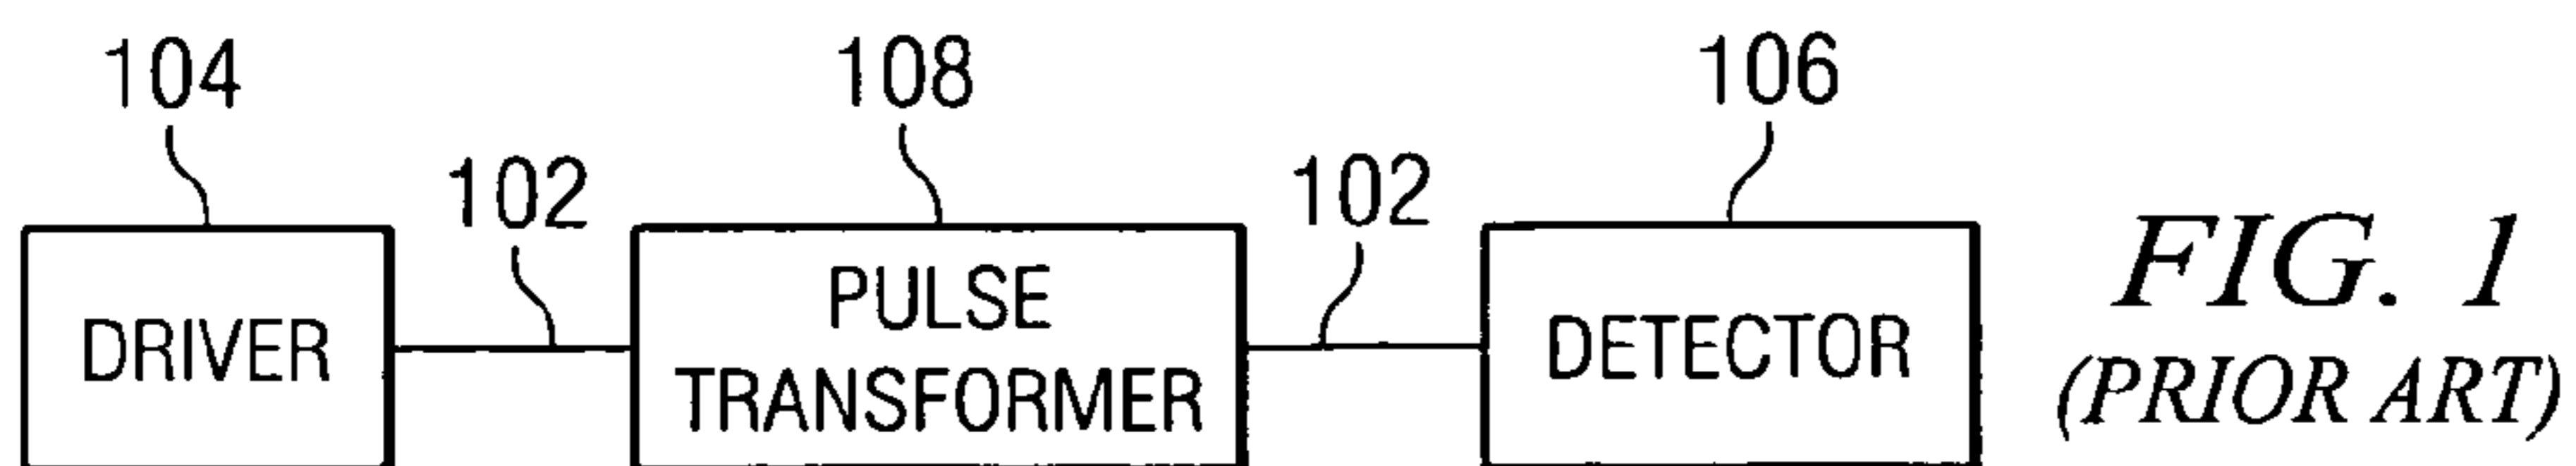 104
108
106
102
102
DRIVER
PULSE
TRANSFORMER
DETECTOR
FIG. 1
(PRIOR ART)